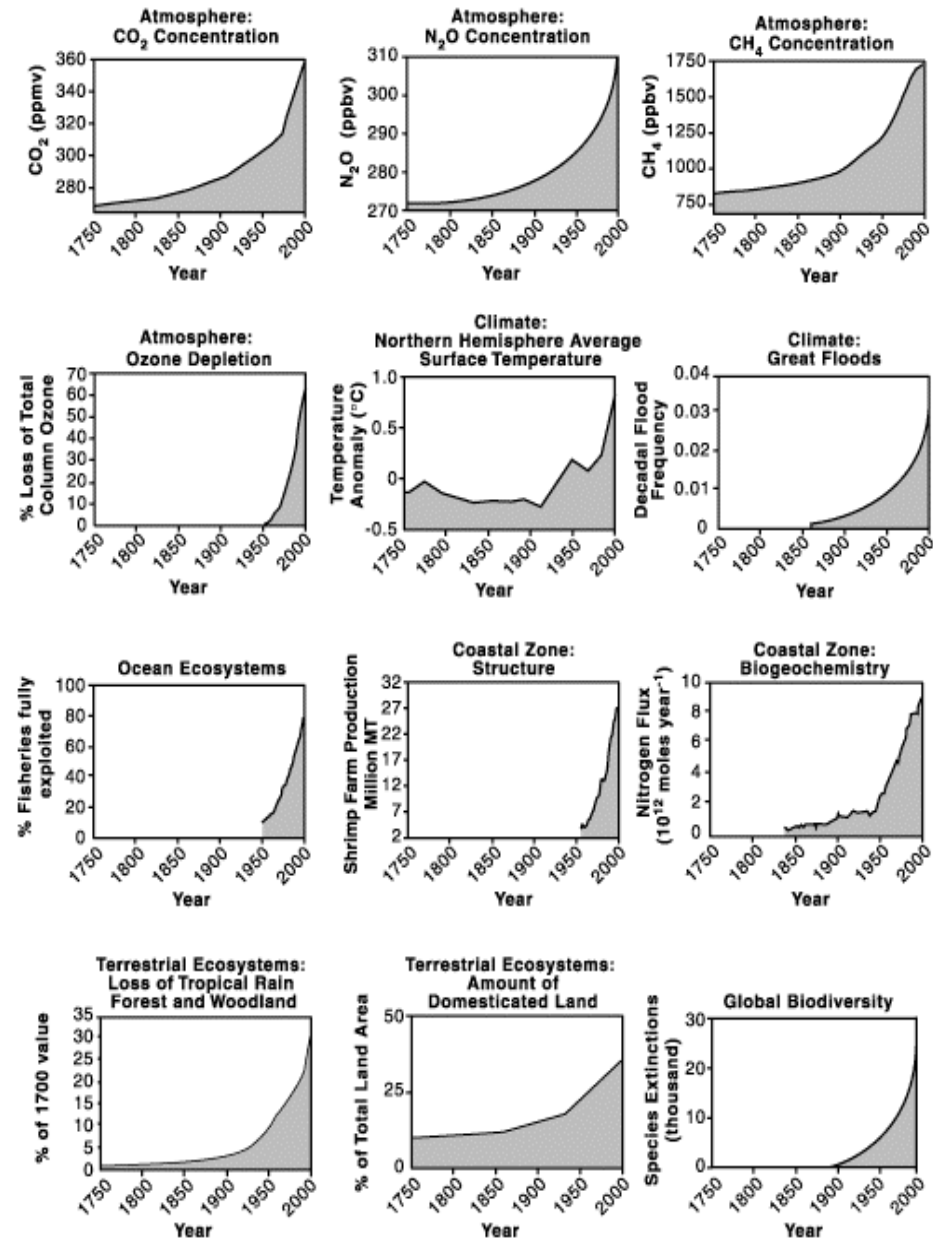 Atmosphere:
CO₂ Concentration
CO₂ (ppmv)
360
340
320
300
280
1750
1800
1850
1900
1950
2000
Year
Atmosphere:
N₂O Concentration
N₂O (ppbv)
310
300
290
280
270
1750
1800
1850
1900
1950
2000
Year
Atmosphere:
CH₄ Concentration
CH₄ (ppbv)
1750
1500
1250
1000
750
1750
1800
1850
1900
1950
2000
Year
Atmosphere:
Ozone Depletion
% Loss of Total
Column Ozone
70
60
50
40
30
20
10
0
1750
1800
1850
1900
1950
2000
Year
Climate:
Northern Hemisphere Average
Surface Temperature
Temperature
Anomaly (°C)
1.0
0.5
0
-0.5
1750
1800
1850
1900
1950
2000
Year
Climate:
Great Floods
Decadal Flood
Frequency
0.04
0.03
0.01
0
1750
1800
1850
1900
1950
2000
Year
Ocean Ecosystems
% Fisheries fully
exploited
100
80
60
40
20
0
1750
1800
1850
1900
1950
2000
Year
Coastal Zone:
Structure
Shrimp Farm Production
Million MT
32
27
22
17
12
7
2
1750
1800
1850
1900
1950
2000
Year
Coastal Zone:
Biogeochemistry
Nitrogen Flux
(10¹² moles year⁻¹)
10
8
6
4
2
0
1750
1800
1850
1900
1950
2000
Year
Terrestrial Ecosystems:
Loss of Tropical Rain
Forest and Woodland
% of 1700 value
35
30
25
20
15
10
5
0
1750
1800
1850
1900
1950
2000
Year
Terrestrial Ecosystems:
Amount of
Domesticated Land
% of Total Land Area
50
25
0
1750
1800
1850
1900
1950
2000
Year
Global Biodiversity
Species Extinctions
(thousand)
30
20
10
0
1750
1800
1850
1900
1950
2000
Year